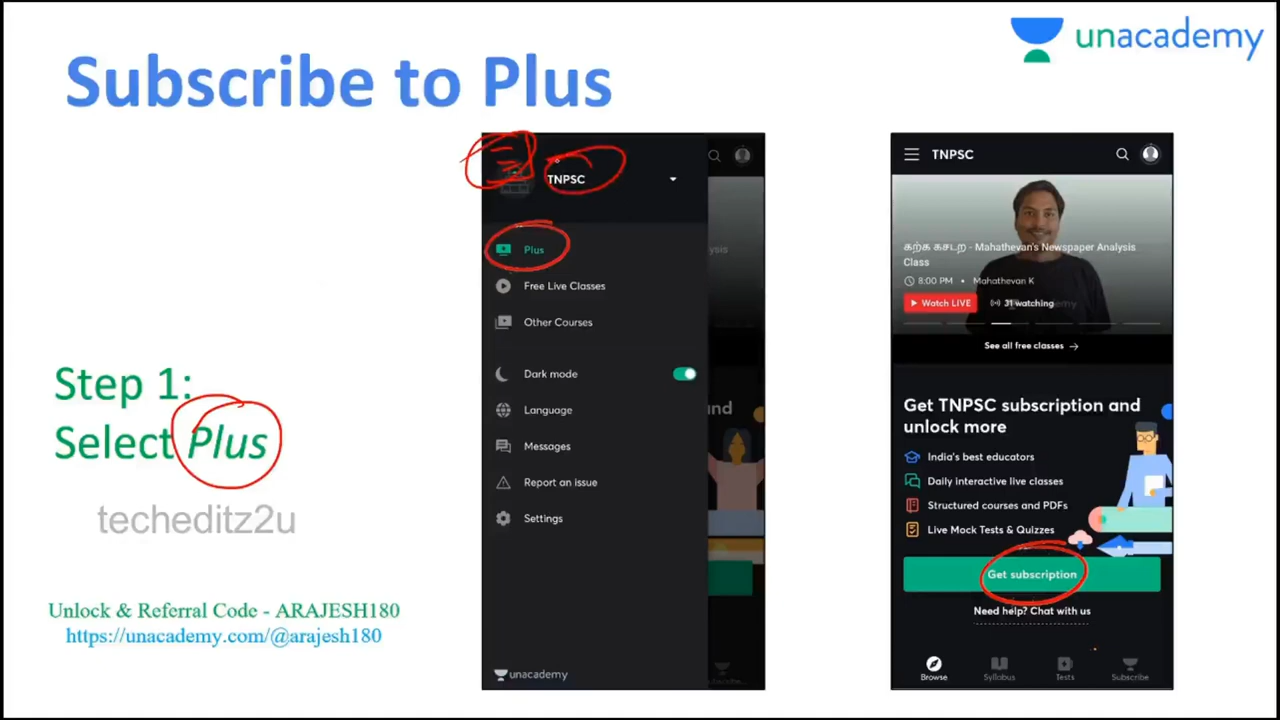 unacademy
Subscribe to Plus
Step 1:
Select Plus
techeditz2u
Unlock & Referral Code - ARAJESH180
https://unacademy.com/@arajesh180
TNPSC
Plus
Free Live Classes
Other Courses
Dark mode
Language
Messages
Report an issue
Settings
unacademy
TNPSC
கற்க கசடற - Mahathevan's Newspaper Analysis
Class
8:00 PM • Mahathevan K
Watch LIVE 31 watching
See all free classes →
Get TNPSC subscription and
unlock more
India's best educators
Daily interactive live classes
Structured courses and PDFs
Live Mock Tests & Quizzes
Get subscription
Need help? Chat with us
Browse Syllabus Tests Subscribe